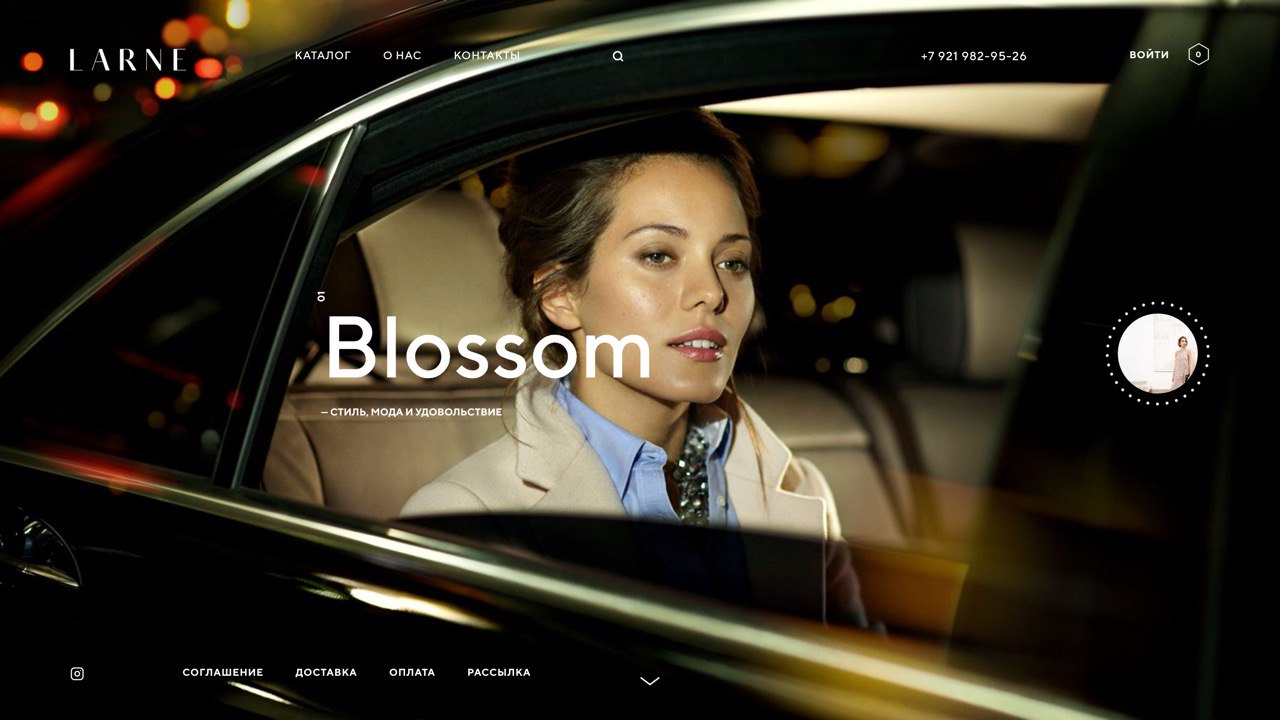 LARNE
КАТАЛОГ
О НАС
КОНТАКТЫ
+7 921 982-95-26
ВОЙТИ
0
01
Blossom
– СТИЛЬ, МОДА И УДОВОЛЬСТВИЕ
СОГЛАШЕНИЕ
ДОСТАВКА
ОПЛАТА
РАССЫЛКА